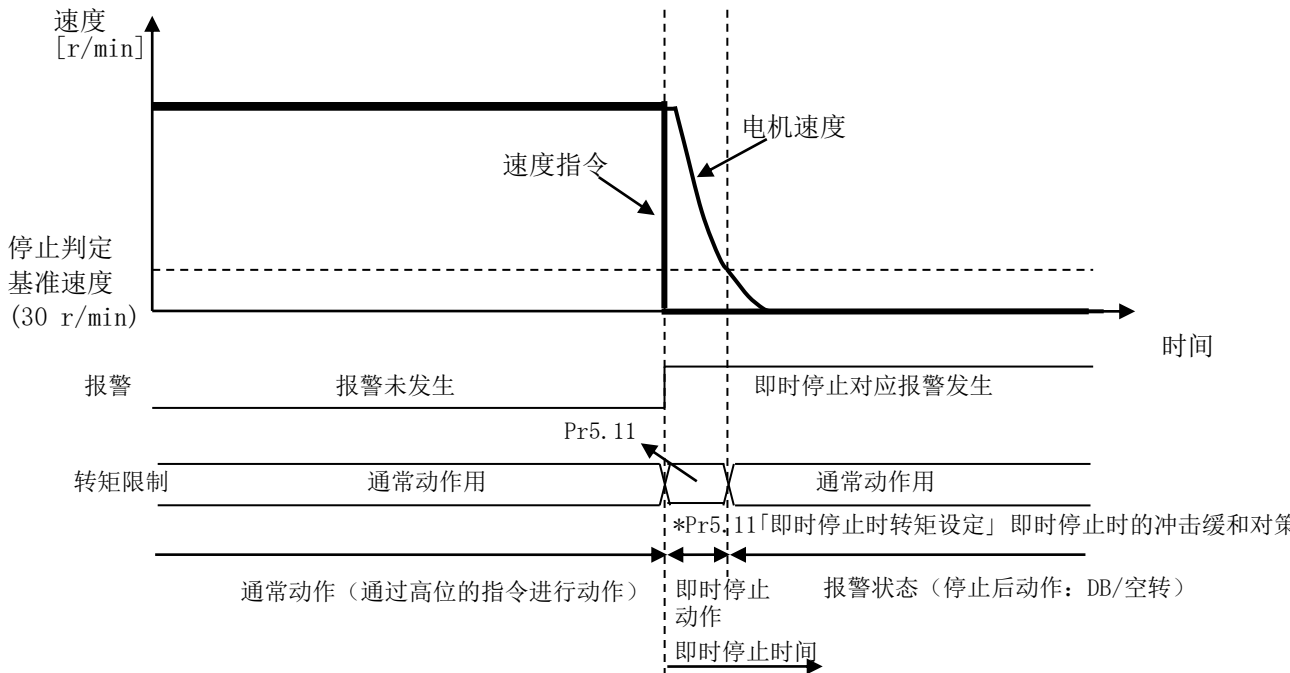 速度
[r/min]
电机速度
速度指令
停止判定
基准速度
(30 r/min)
时间
报警
报警未发生
即时停止对应报警发生
Pr5.11
转矩限制
通常动作用
通常动作用
*Pr5.11「即时停止时转矩设定」即时停止时的冲击缓和对策
通常动作（通过高位的指令进行动作）
即时停止
动作
报警状态（停止后动作：DB/空转）
即时停止时间